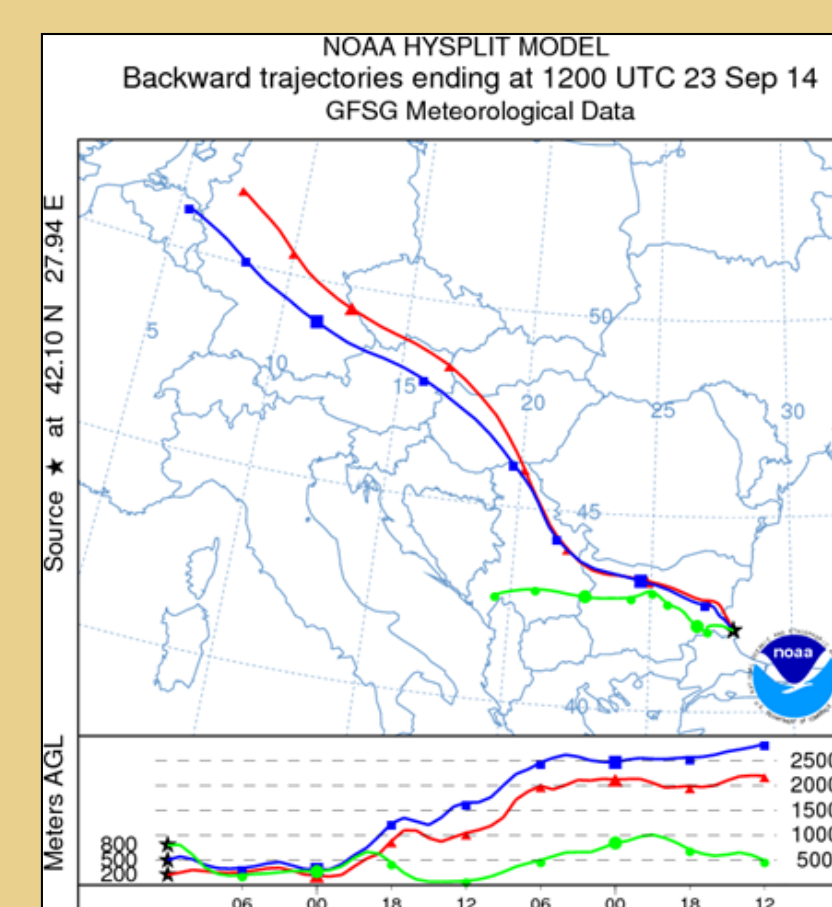 NOAA HYSPLIT MODEL
Backward trajectories ending at 1200 UTC 23 Sep 14
GFSG Meteorological Data
Source ★ at 42.10 N 27.94 E
5
10
15
20
25
30
50
45
40
noaa
Meters AGL
800
500
200
2500
2000
1500
1000
500
06 00 18 12 06 00 18 12